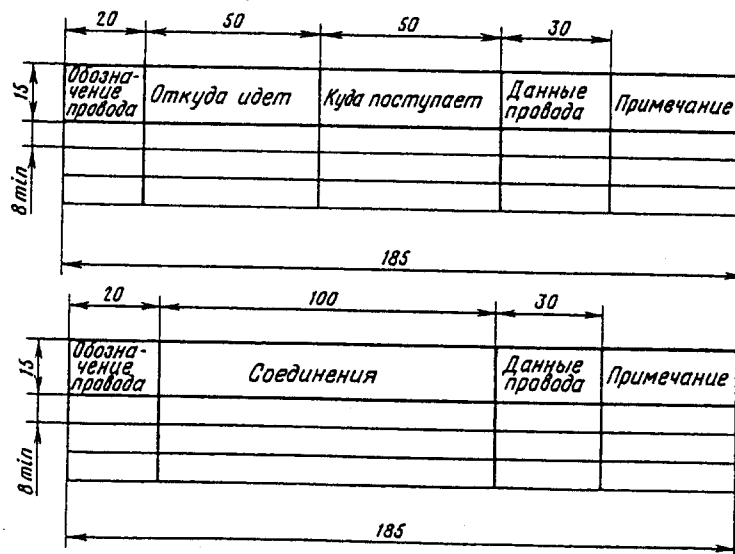 20 50 50 30
15
Обозна-
чение
провода
Откуда идет
Куда поступает
Данные
провода
Примечание
8 min
185
20 100 30
15
Обозна-
чение
провода
Соединения
Данные
провода
Примечание
8 min
185